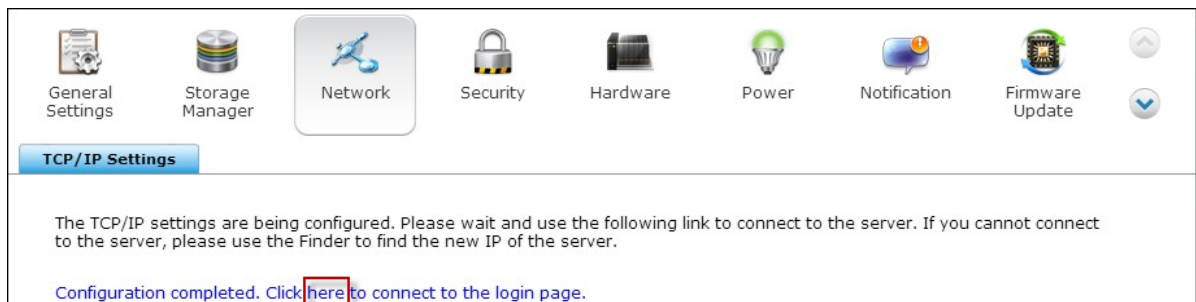 General Settings
Storage Manager
Network
Security
Hardware
Power
Notification
Firmware Update
TCP/IP Settings
The TCP/IP settings are being configured. Please wait and use the following link to connect to the server. If you cannot connect
to the server, please use the Finder to find the new IP of the server.
Configuration completed. Click here to connect to the login page.